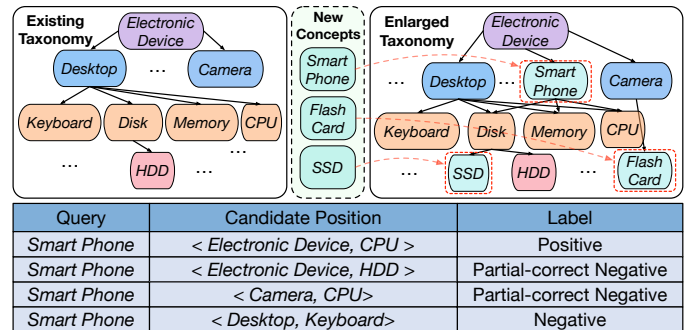 Existing Taxonomy
Electronic
Device
Desktop
...
Camera
Keyboard
Disk
Memory
CPU
...
HDD
...
...
New
Concepts
Smart
Phone
Flash
Card
SSD
Enlarged
Taxonomy
Electronic
Device
...
Desktop
...
Smart
Phone
Camera
Keyboard
Disk
Memory
CPU
...
SSD
HDD
...
Flash
Card
Query Candidate Position Label
Smart Phone < Electronic Device, CPU > Positive
Smart Phone < Electronic Device, HDD > Partial-correct Negative
Smart Phone < Camera, CPU> Partial-correct Negative
Smart Phone < Desktop, Keyboard> Negative